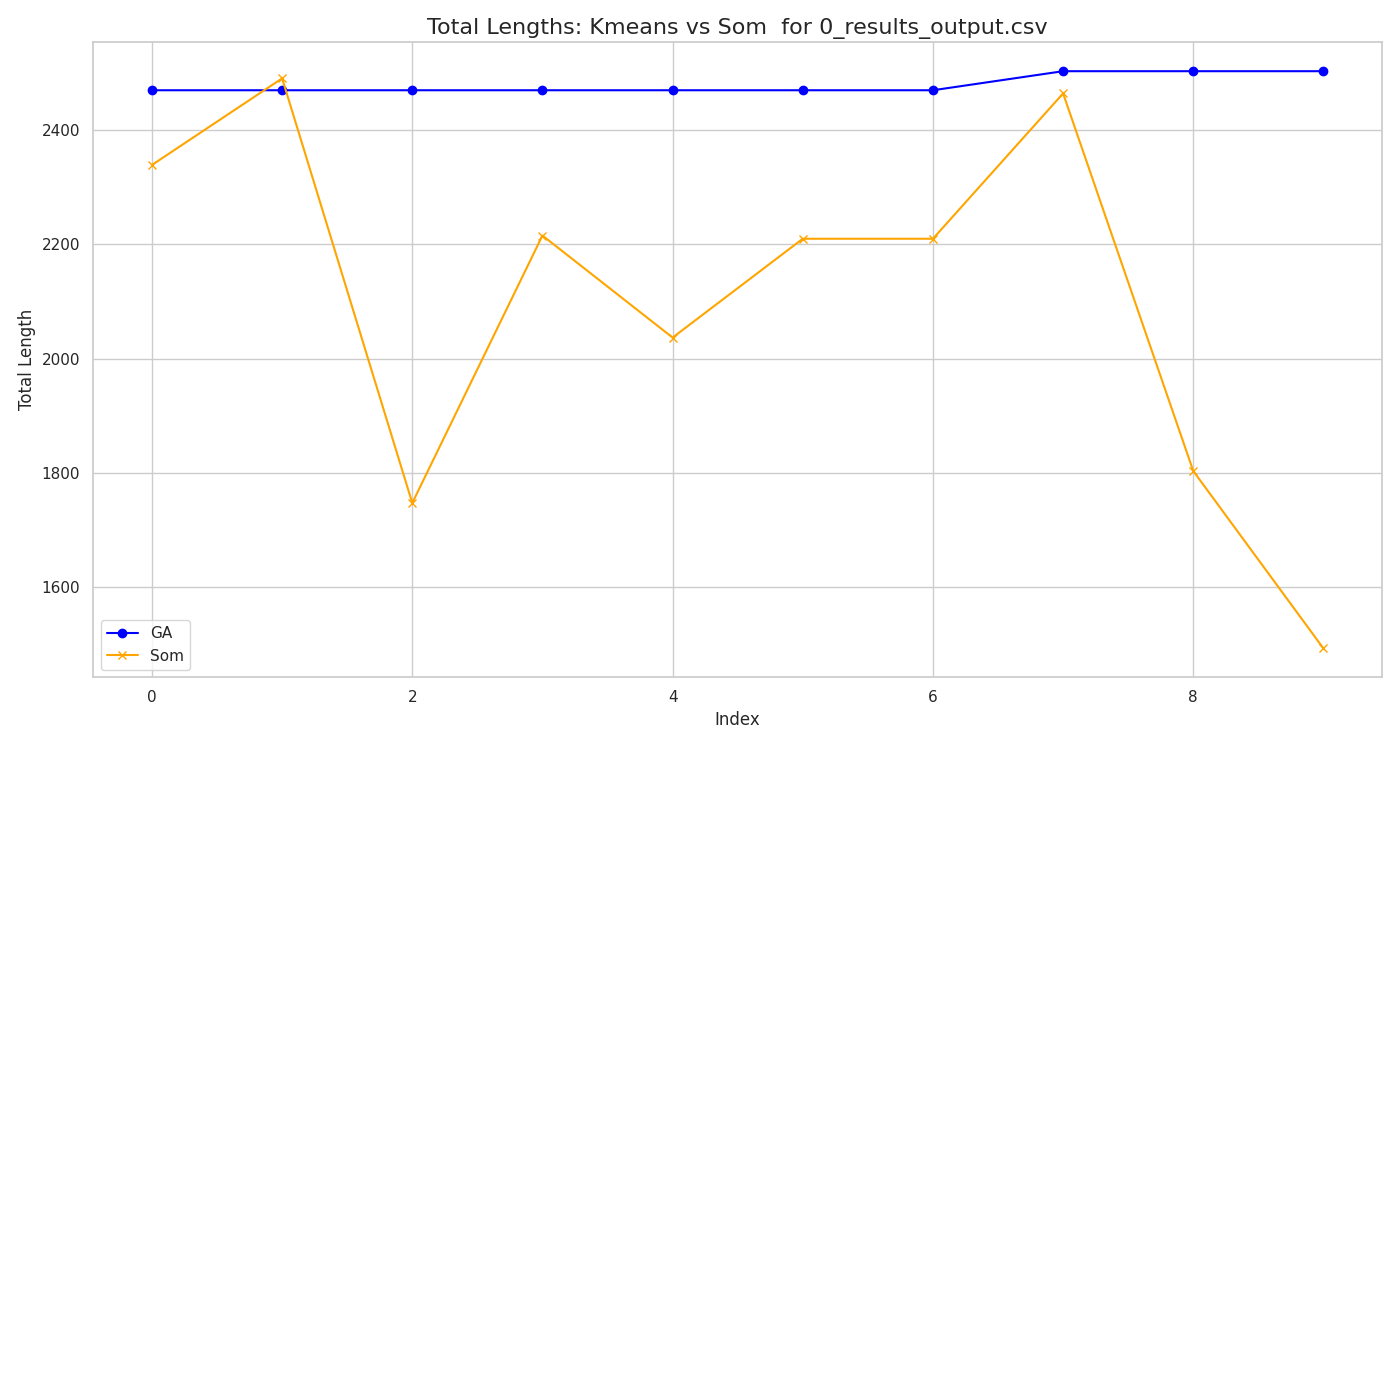 Total Lengths: Kmeans vs Som  for 0_results_output.csv
2400
2200
2000
1800
1600
Total Length
GA
Som
0 2 4 6 8
Index